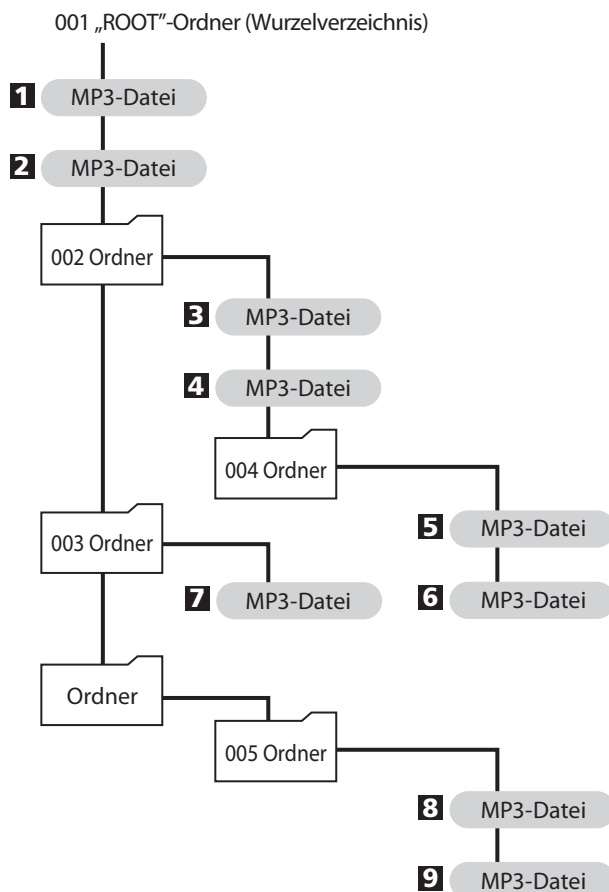 001 „ROOT”-Ordner (Wurzelverzeichnis)
1 MP3-Datei
2 MP3-Datei
002 Ordner
3 MP3-Datei
4 MP3-Datei
004 Ordner
003 Ordner
5 MP3-Datei
7 MP3-Datei
6 MP3-Datei
Ordner
005 Ordner
8 MP3-Datei
9 MP3-Datei